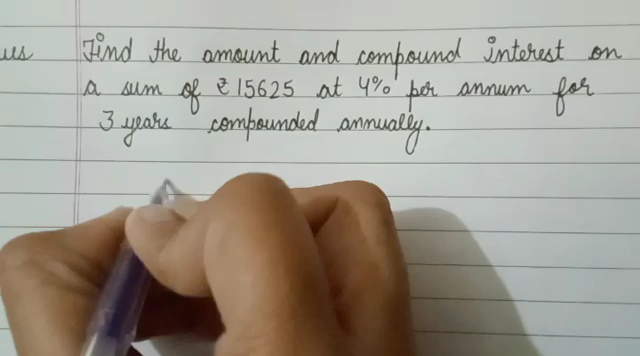 us Find the amount and compound interest on
a sum of ₹15625 at 4% per annum for
3 years compounded annually.